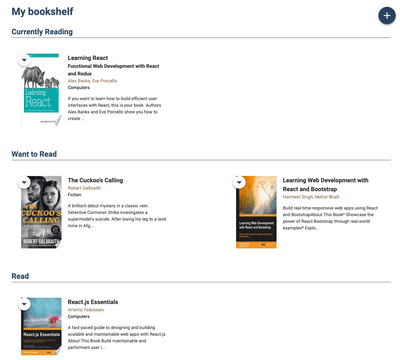 My bookshelf
+
Currently Reading
Learning React
Functional Web Development with React
and Redux
Alex Banks, Eve Porcello
Computers
If you want to learn how to build efficient user
interfaces with React, this is your book. Authors
Alex Banks and Eve Porcello show you how to
create ...
Learning
React
Want to Read
The Cuckoo's Calling
Robert Galbraith
Fiction
A brilliant debut mystery in a classic vein:
Detective Cormoran Strike investigates a
supermodel's suicide. After losing his leg to a land
mine in Afg...
THE
CUCKOO'S
CALLING
ROBERT GALBRAITH
Learning Web Development
with React and Bootstrap
Harmeet Singh, Mehul Bhatt
Build real-time responsive web apps using React
and BootstrapAbout This Book* Showcase the
power of React-Bootstrap through real-world
examples* Explo...
Learning Web Development
with React and Bootstrap
Read
React.js Essentials
Artemij Fedosejev
Computers
A fast-paced guide to designing and building
scalable and maintainable web apps with React.js
About This Book Build maintainable and
performant user i...
React.js Essentials